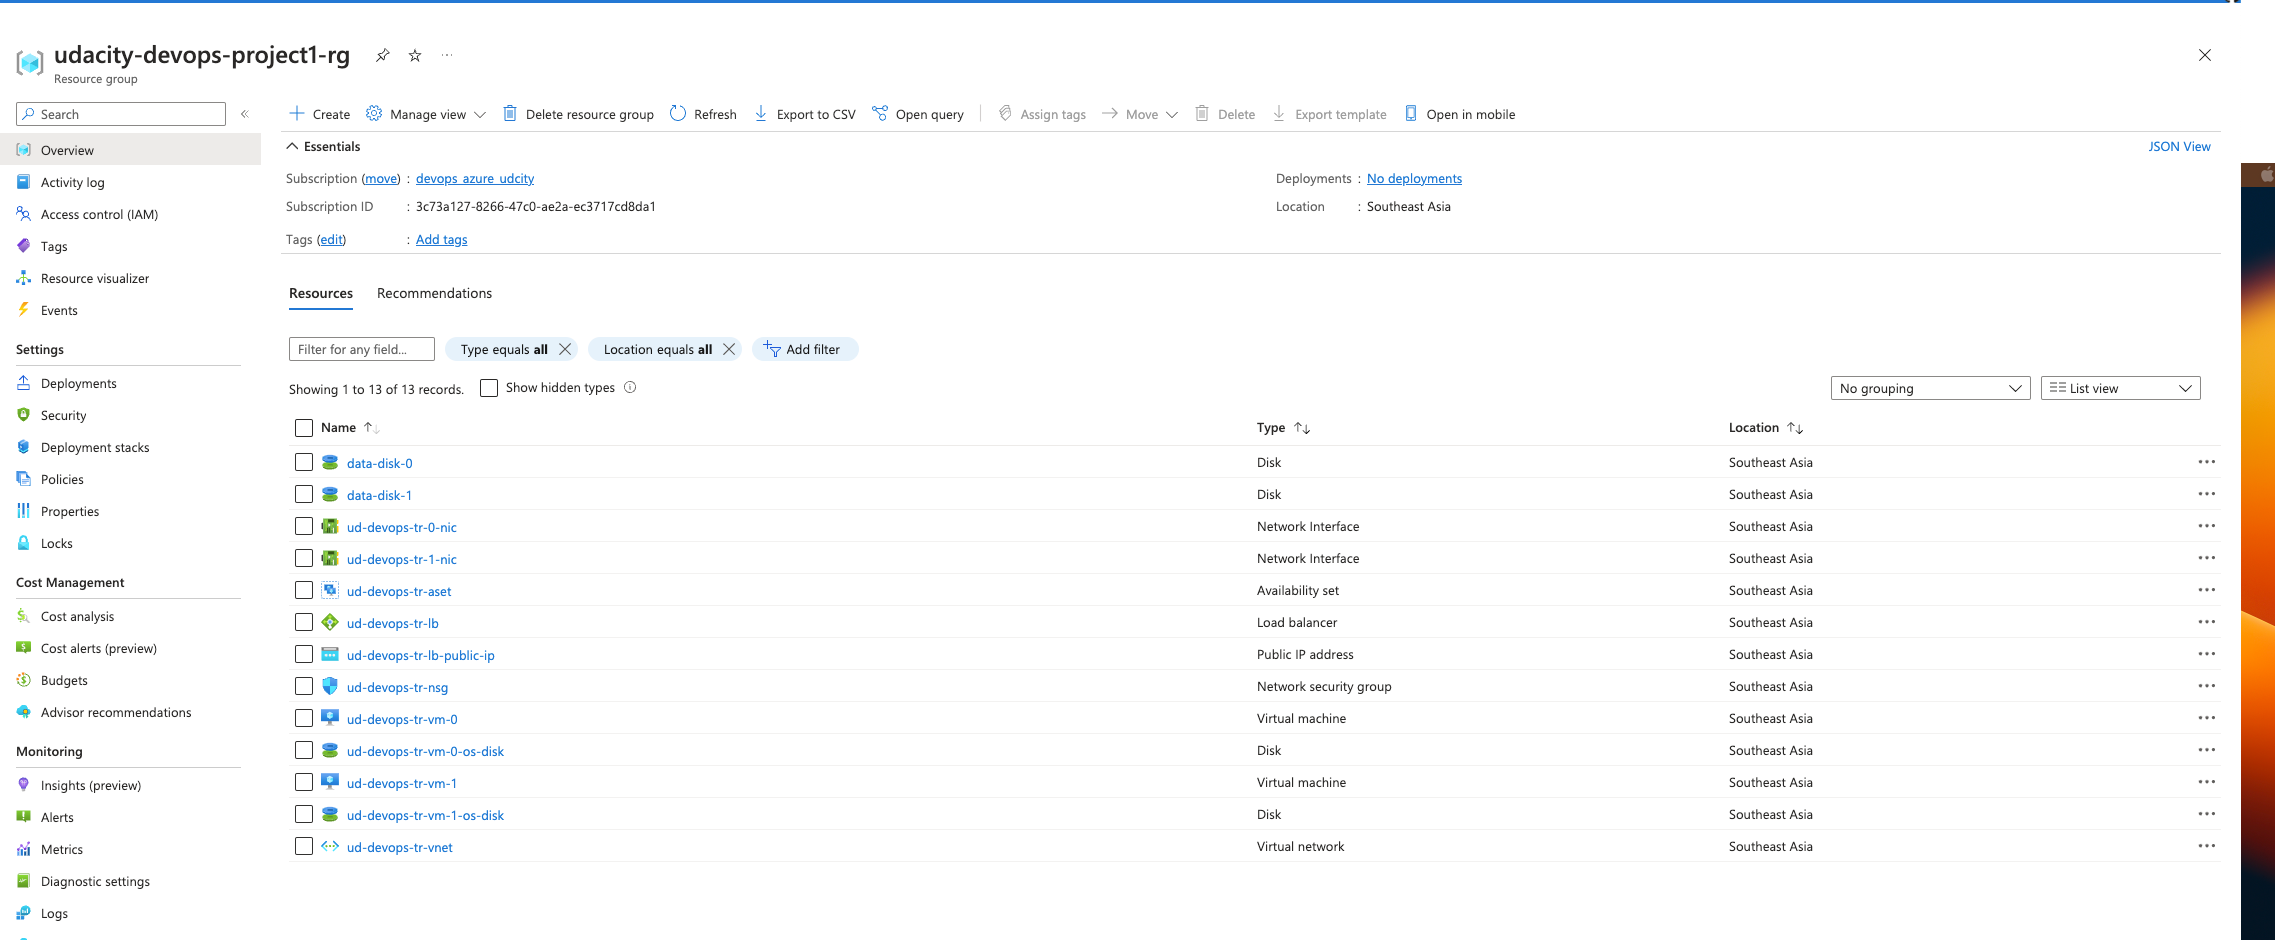 udacity-devops-project1-rg
Resource group
Search
Create Manage view Delete resource group Refresh Export to CSV Open query Assign tags Move Delete Export template Open in mobile
Overview
Activity log
Access control (IAM)
Tags
Resource visualizer
Events
Settings
Deployments
Security
Deployment stacks
Policies
Properties
Locks
Cost Management
Cost analysis
Cost alerts (preview)
Budgets
Advisor recommendations
Monitoring
Insights (preview)
Alerts
Metrics
Diagnostic settings
Logs
Essentials JSON View
Subscription (move) : devops_azure_udcity Deployments : No deployments
Subscription ID : 3c73a127-8266-47c0-ae2a-ec3717cd8da1 Location : Southeast Asia
Tags (edit) : Add tags
Resources Recommendations
Filter for any field... Type equals all Location equals all Add filter
Showing 1 to 13 of 13 records. Show hidden types No grouping List view
Name Type Location
data-disk-0 Disk Southeast Asia
data-disk-1 Disk Southeast Asia
ud-devops-tr-0-nic Network Interface Southeast Asia
ud-devops-tr-1-nic Network Interface Southeast Asia
ud-devops-tr-aset Availability set Southeast Asia
ud-devops-tr-lb Load balancer Southeast Asia
ud-devops-tr-lb-public-ip Public IP address Southeast Asia
ud-devops-tr-nsg Network security group Southeast Asia
ud-devops-tr-vm-0 Virtual machine Southeast Asia
ud-devops-tr-vm-0-os-disk Disk Southeast Asia
ud-devops-tr-vm-1 Virtual machine Southeast Asia
ud-devops-tr-vm-1-os-disk Disk Southeast Asia
ud-devops-tr-vnet Virtual network Southeast Asia